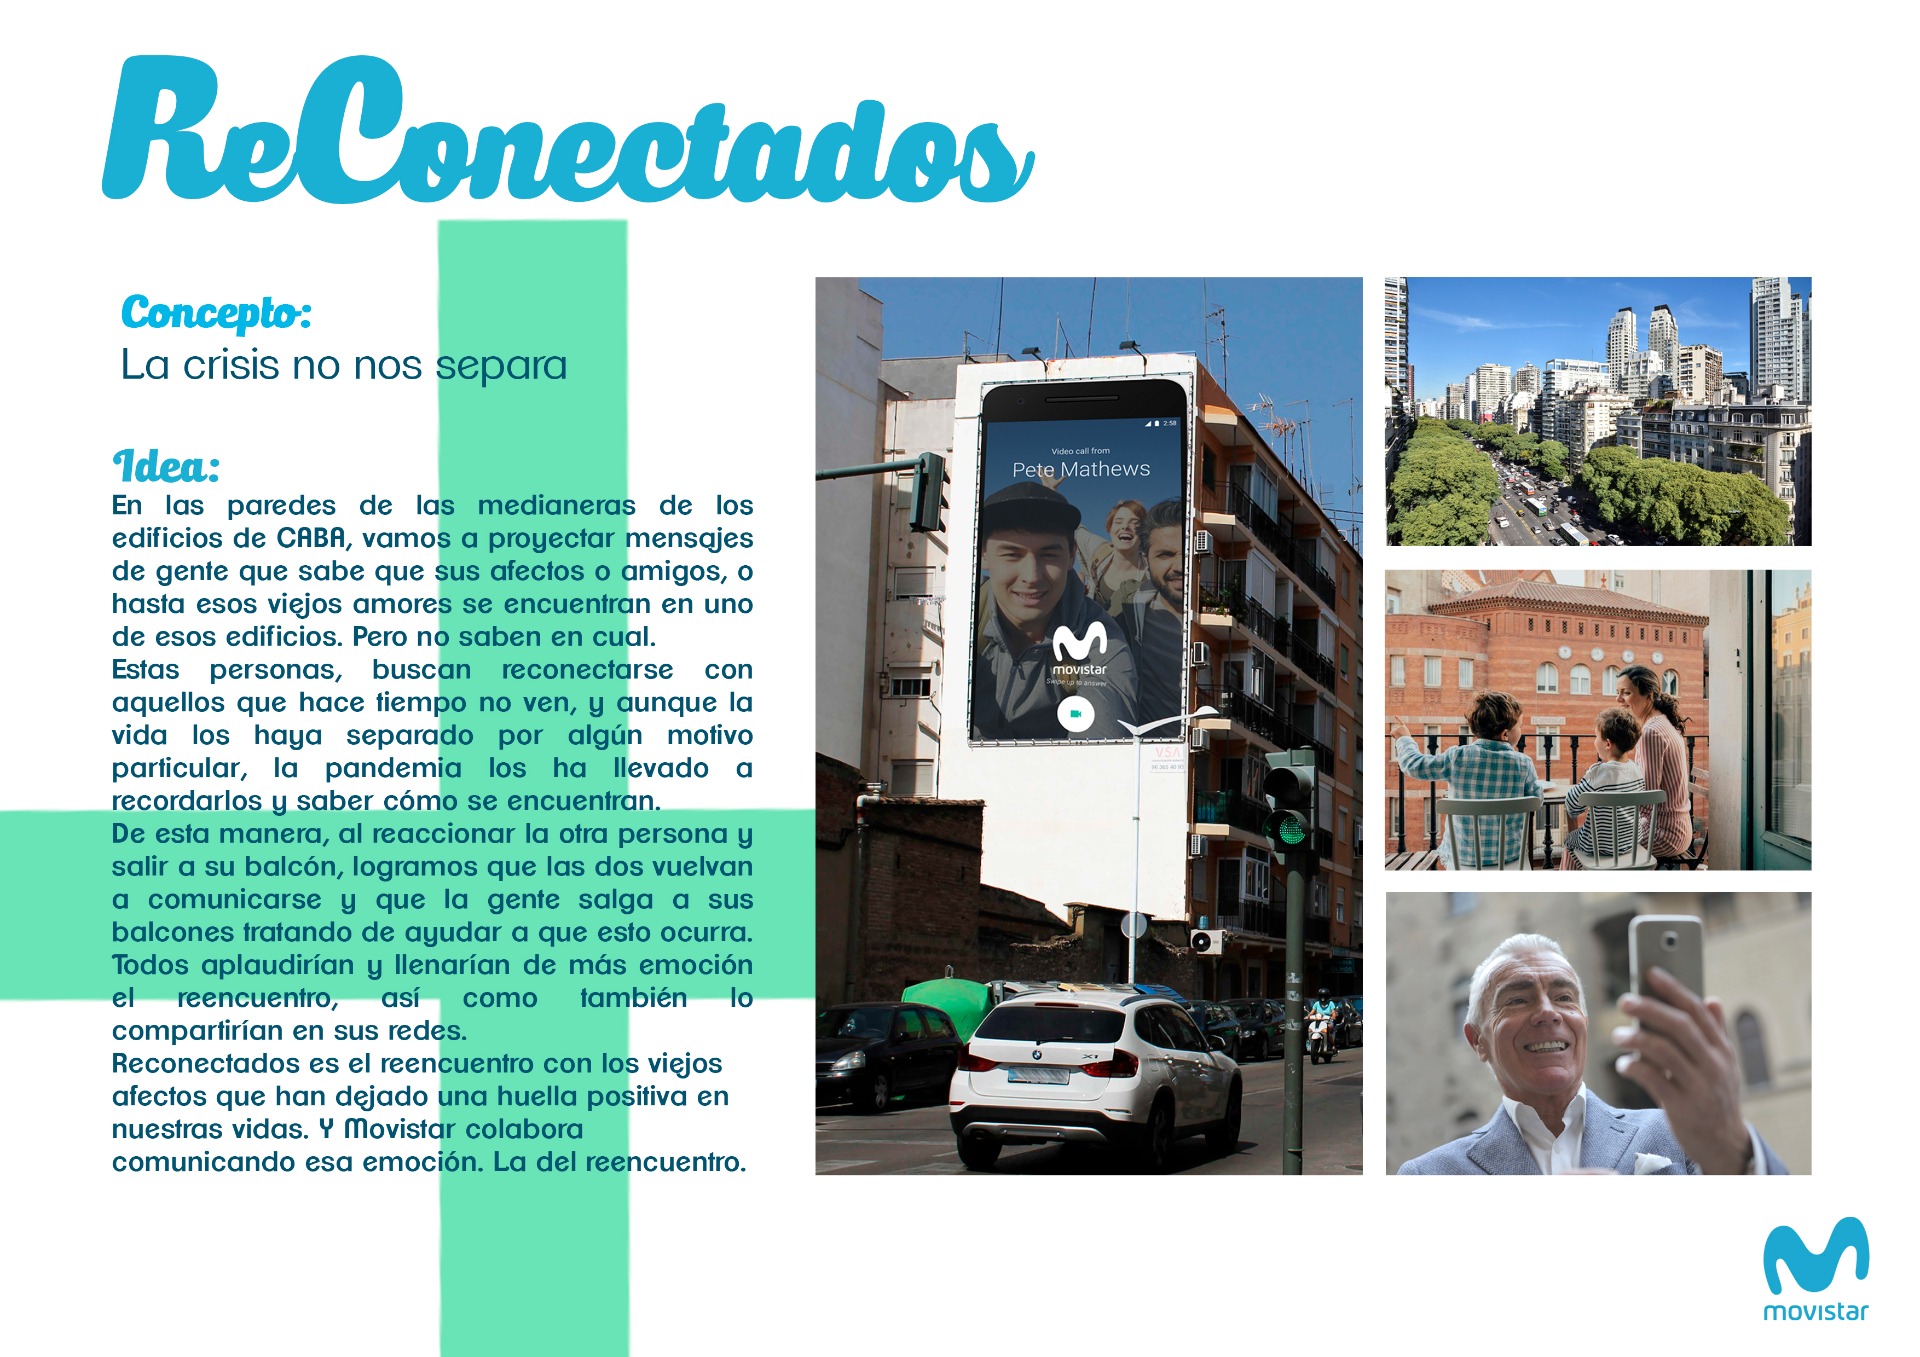 ReConectados
Concepto:
La crisis no nos separa
Idea:
En las paredes de las medianeras de los
edificios de CABA, vamos a proyectar mensajes
de gente que sabe que sus afectos o amigos, o
hasta esos viejos amores se encuentran en uno
de esos edificios. Pero no saben en cual.
Estas personas, buscan reconectarse con
aquellos que hace tiempo no ven, y aunque la
vida los haya separado por algún motivo
particular, la pandemia los ha llevado a
recordarlos y saber cómo se encuentran.
De esta manera, al reaccionar la otra persona y
salir a su balcón, logramos que las dos vuelvan
a comunicarse y que la gente salga a sus
balcones tratando de ayudar a que esto ocurra.
Todos aplaudirían y llenarían de más emoción
el reencuentro, así como también lo
compartirían en sus redes.
Reconectados es el reencuentro con los viejos
afectos que han dejado una huella positiva en
nuestras vidas. Y Movistar colabora
comunicando esa emoción. La del reencuentro.
2:58
Video call from
Pete Mathews
movistar
Swipe up to answer
VSA
X1
movistar